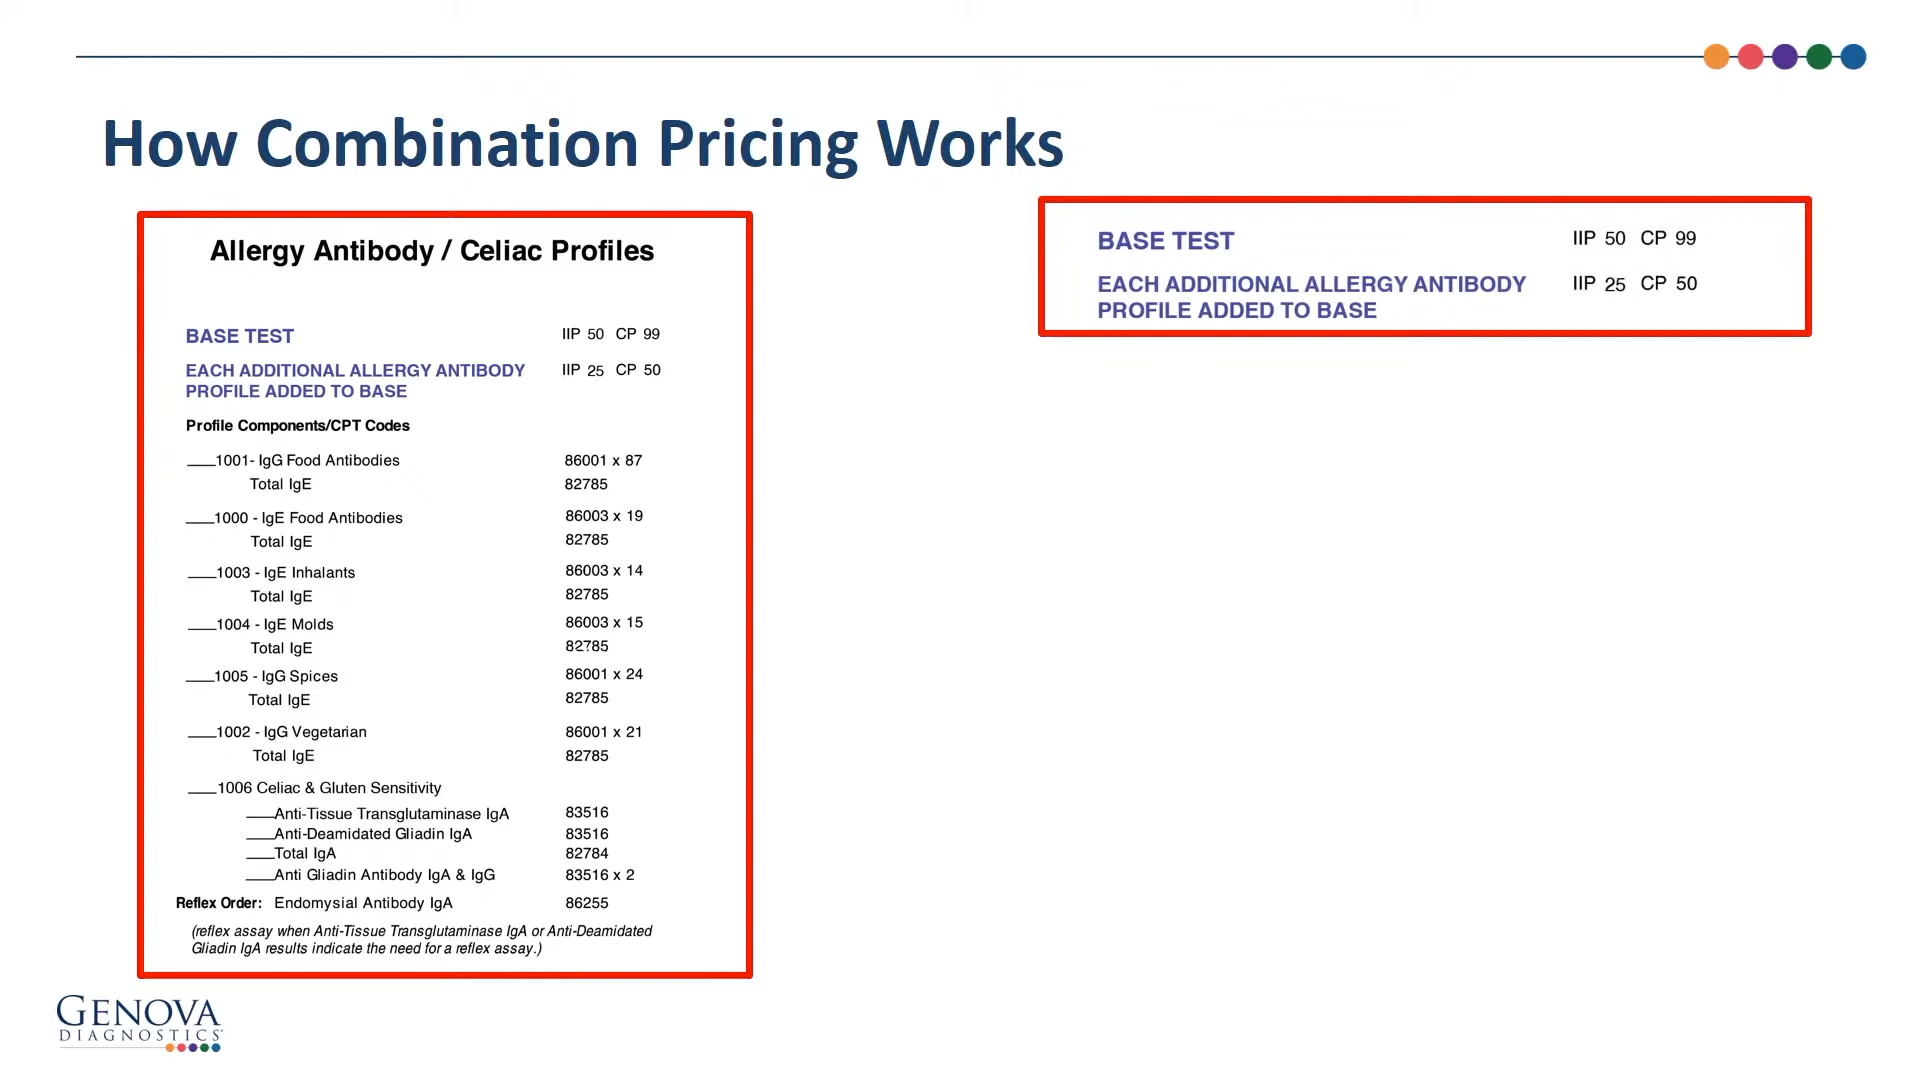 How Combination Pricing Works
Allergy Antibody / Celiac Profiles
BASE TEST IIP 50 CP 99
EACH ADDITIONAL ALLERGY ANTIBODY IIP 25 CP 50
PROFILE ADDED TO BASE
Profile Components/CPT Codes
___1001- IgG Food Antibodies 86001 x 87
Total IgE 82785
___1000 - IgE Food Antibodies 86003 x 19
Total IgE 82785
___1003 - IgE Inhalants 86003 x 14
Total IgE 82785
___1004 - IgE Molds 86003 x 15
Total IgE 82785
___1005 - IgG Spices 86001 x 24
Total IgE 82785
___1002 - IgG Vegetarian 86001 x 21
Total IgE 82785
___1006 Celiac & Gluten Sensitivity
___Anti-Tissue Transglutaminase IgA 83516
___Anti-Deamidated Gliadin IgA 83516
___Total IgA 82784
___Anti Gliadin Antibody IgA & IgG 83516 x 2
Reflex Order: Endomysial Antibody IgA 86255
(reflex assay when Anti-Tissue Transglutaminase IgA or Anti-Deamidated
Gliadin IgA results indicate the need for a reflex assay.)
BASE TEST IIP 50 CP 99
EACH ADDITIONAL ALLERGY ANTIBODY IIP 25 CP 50
PROFILE ADDED TO BASE
GENOVA
DIAGNOSTICS